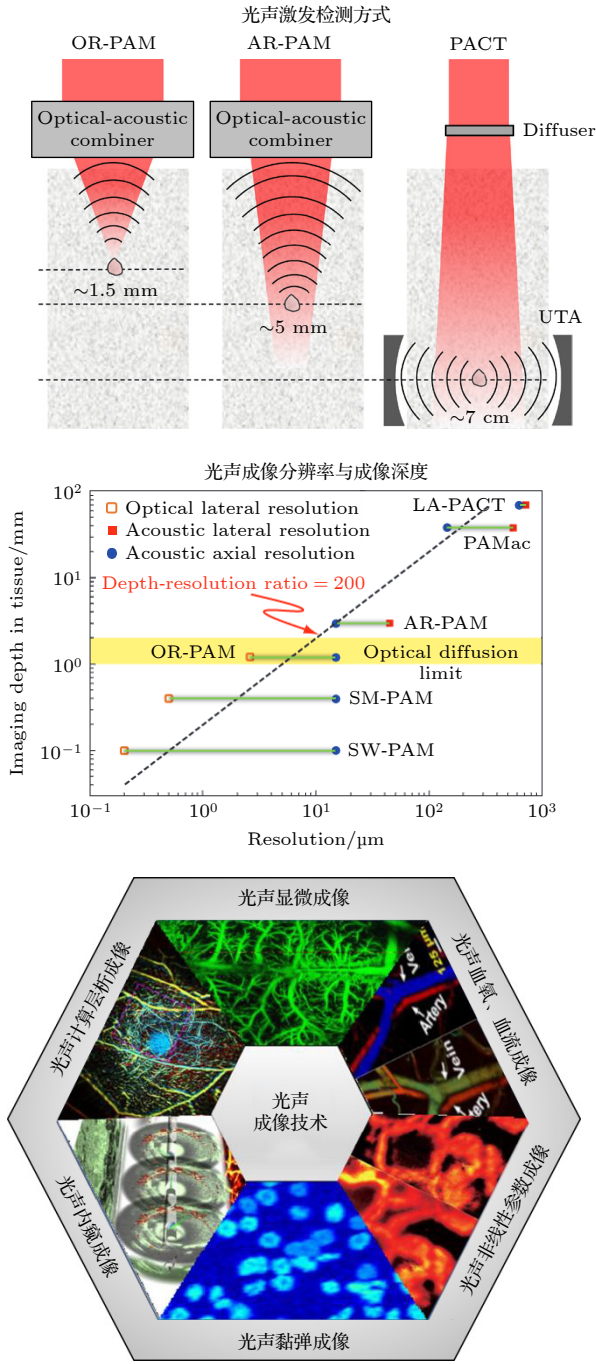 光声激发检测方式
OR-PAM
AR-PAM
PACT
Optical-acoustic
combiner
Optical-acoustic
combiner
Diffuser
~1.5 mm
~5 mm
UTA
~7 cm
光声成像分辨率与成像深度
Imaging depth in tissue/mm
10²
10¹
10⁰
10⁻¹
Optical lateral resolution
Acoustic lateral resolution
Acoustic axial resolution
Depth-resolution ratio = 200
LA-PACT
PAMac
AR-PAM
OR-PAM
Optical diffusion
limit
SM-PAM
SW-PAM
10⁻¹
10⁰
10¹
10²
10³
Resolution/µm
光声显微成像
光声计算层析成像
光声血氧、血流成像
Vei
125 µm.
Artery
Vein
Artery
光声
成像技术
光声内窥成像
光声非线性参数成像
光声黏弹成像